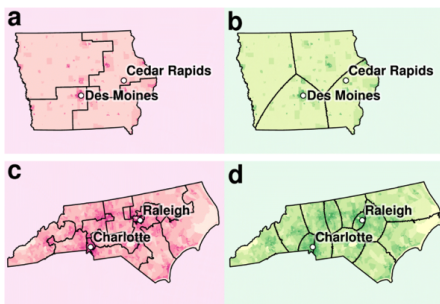 a
Cedar Rapids
Des Moines
b
Cedar Rapids
Des Moines
c
Raleigh
Charlotte
d
Raleigh
Charlotte